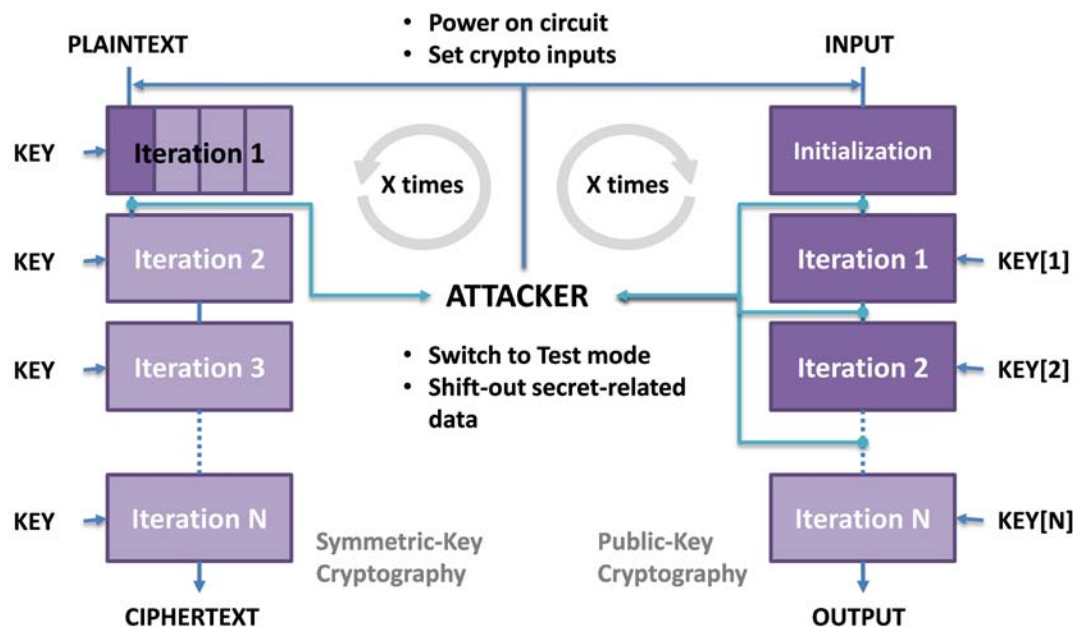 • Power on circuit
• Set crypto inputs
PLAINTEXT
INPUT
KEY
Iteration 1
X times
X times
Initialization
KEY
Iteration 2
ATTACKER
Iteration 1
KEY[1]
KEY
Iteration 3
• Switch to Test mode
• Shift-out secret-related
data
Iteration 2
KEY[2]
KEY
Iteration N
Symmetric-Key
Cryptography
Public-Key
Cryptography
Iteration N
KEY[N]
CIPHERTEXT
OUTPUT